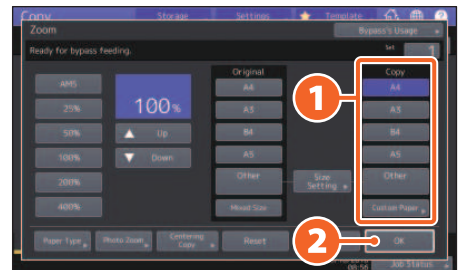 Copy Storage Settings Template
Zoom Bypass's Usage
Ready for bypass feeding. Set 1
Original Copy
AMS A4 A4
25% 100% A3 A3
50% Up B4 B4
100% Down A5 A5
200% Other Size Setting Other
400% Mixed Size Custom Paper
Paper Type Photo Zoom Centering Copy Reset OK
08:56 Job Status
1
2